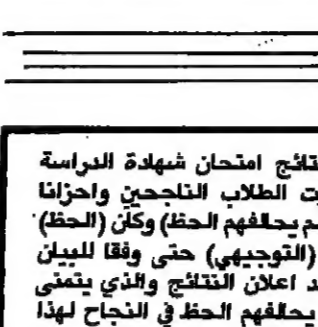 نتائج امتحان شهادة الدراسة
ت الطلاب الناجحين واحزانا
م يحالفهم الحظ) وكان (الحظ)
(التوجيهي) حتى وفقا للبيان
د اعلان النتائج والذي يتمنى
يحالفهم الحظ في النجاح لهذا